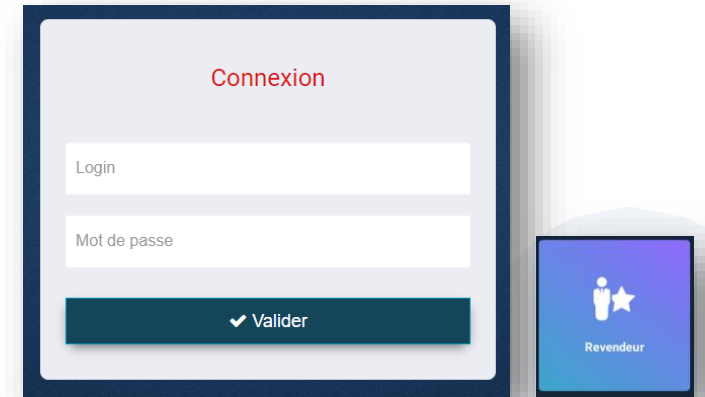 Connexion
Login
Mot de passe
Valider
Revendeur